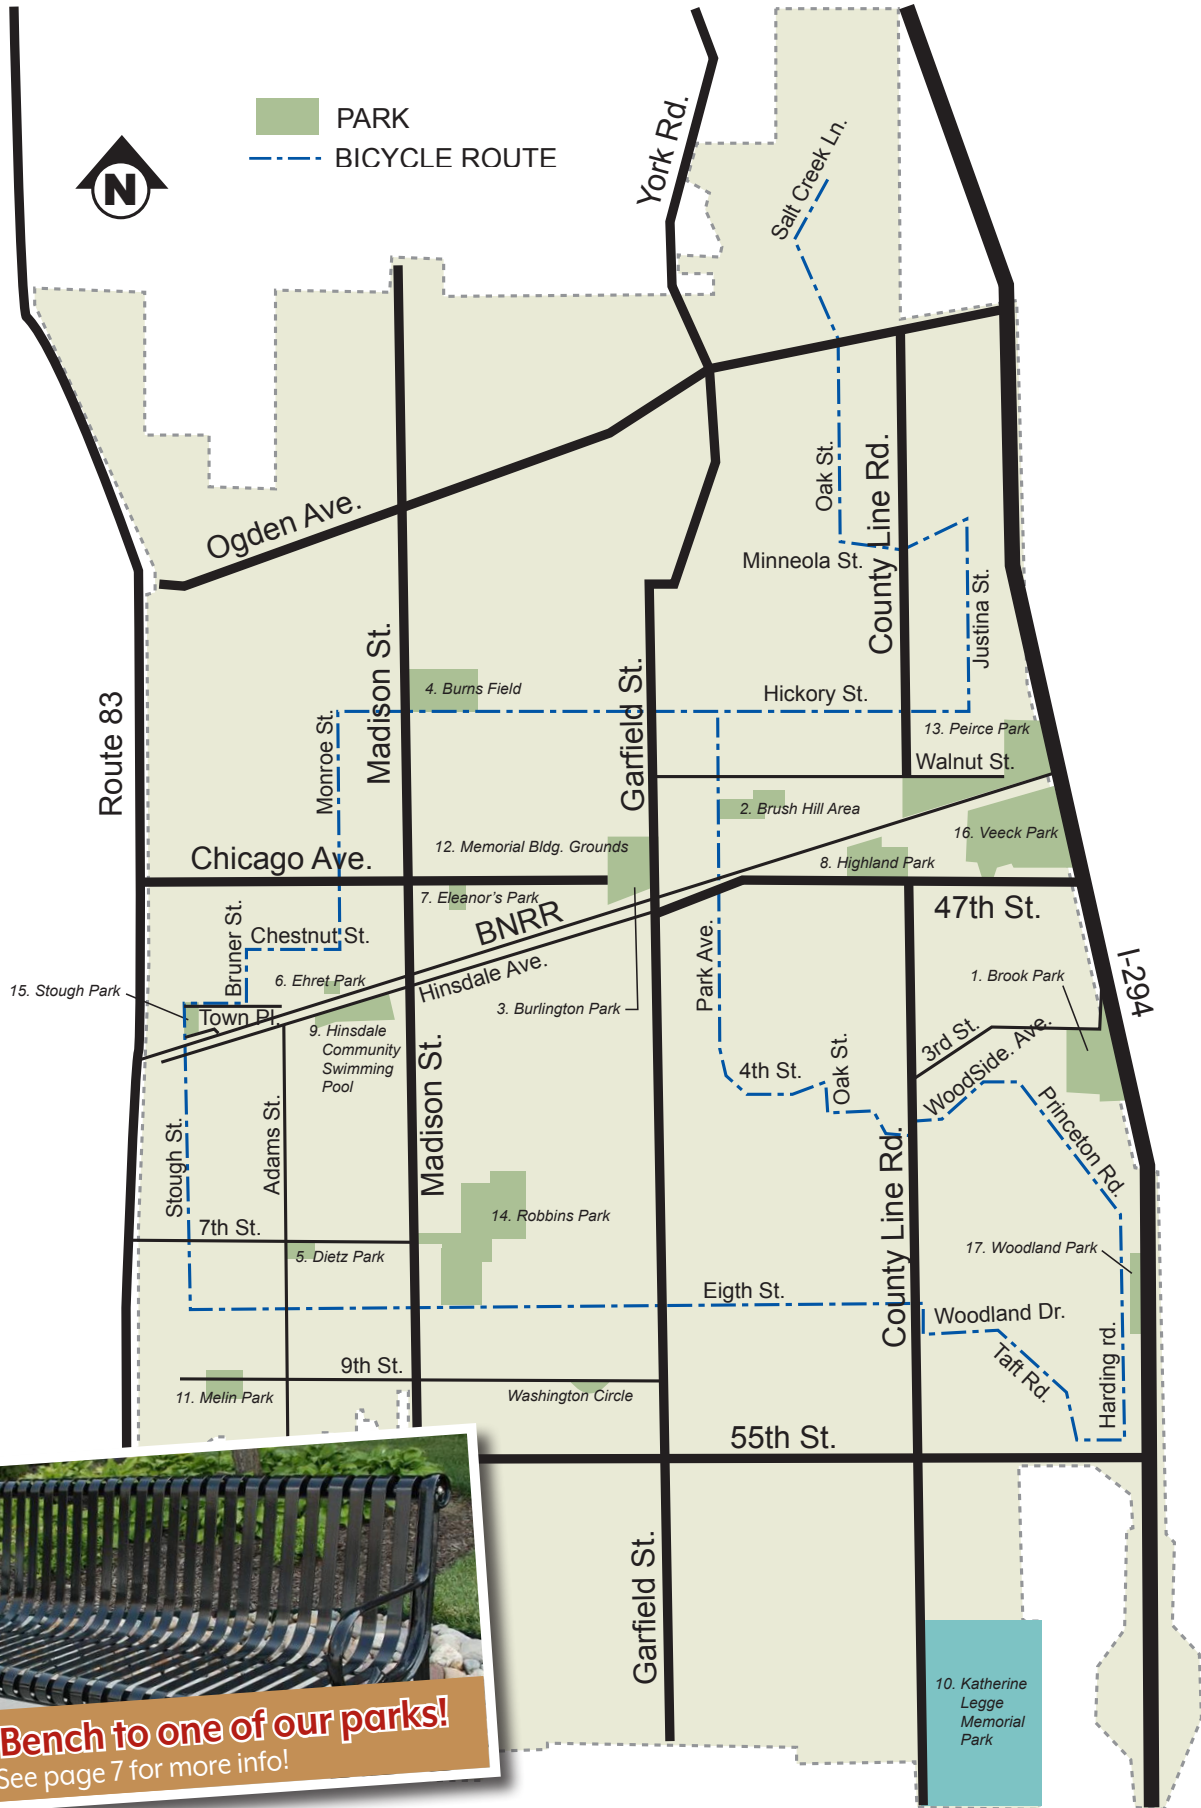 PARK
BICYCLE ROUTE
N
York Rd.
Salt Creek Ln.
Ogden Ave.
Oak St.
County Line Rd.
Minneola St.
Justina St.
Route 83
Madison St.
Monroe St.
4. Burns Field
Garfield St.
Hickory St.
13. Peirce Park
Walnut St.
2. Brush Hill Area
16. Veeck Park
12. Memorial Bldg. Grounds
8. Highland Park
Chicago Ave.
7. Eleanor's Park
47th St.
BNRR
Bruner St.
Chestnut St.
Hinsdale Ave.
Park Ave.
I-294
6. Ehret Park
1. Brook Park
15. Stough Park
Town Pl.
3. Burlington Park
9. Hinsdale
Community
Swimming
Pool
3rd St.
WoodSide. Ave.
4th St.
Oak St.
Madison St.
Adams St.
Stough St.
Princeton Rd.
County Line Rd.
14. Robbins Park
7th St.
5. Dietz Park
17. Woodland Park
Eigth St.
Woodland Dr.
Taft Rd.
Harding rd.
9th St.
11. Melin Park
Washington Circle
55th St.
Garfield St.
10. Katherine
Legge
Memorial
Park
Bench to one of our parks!
See page 7 for more info!